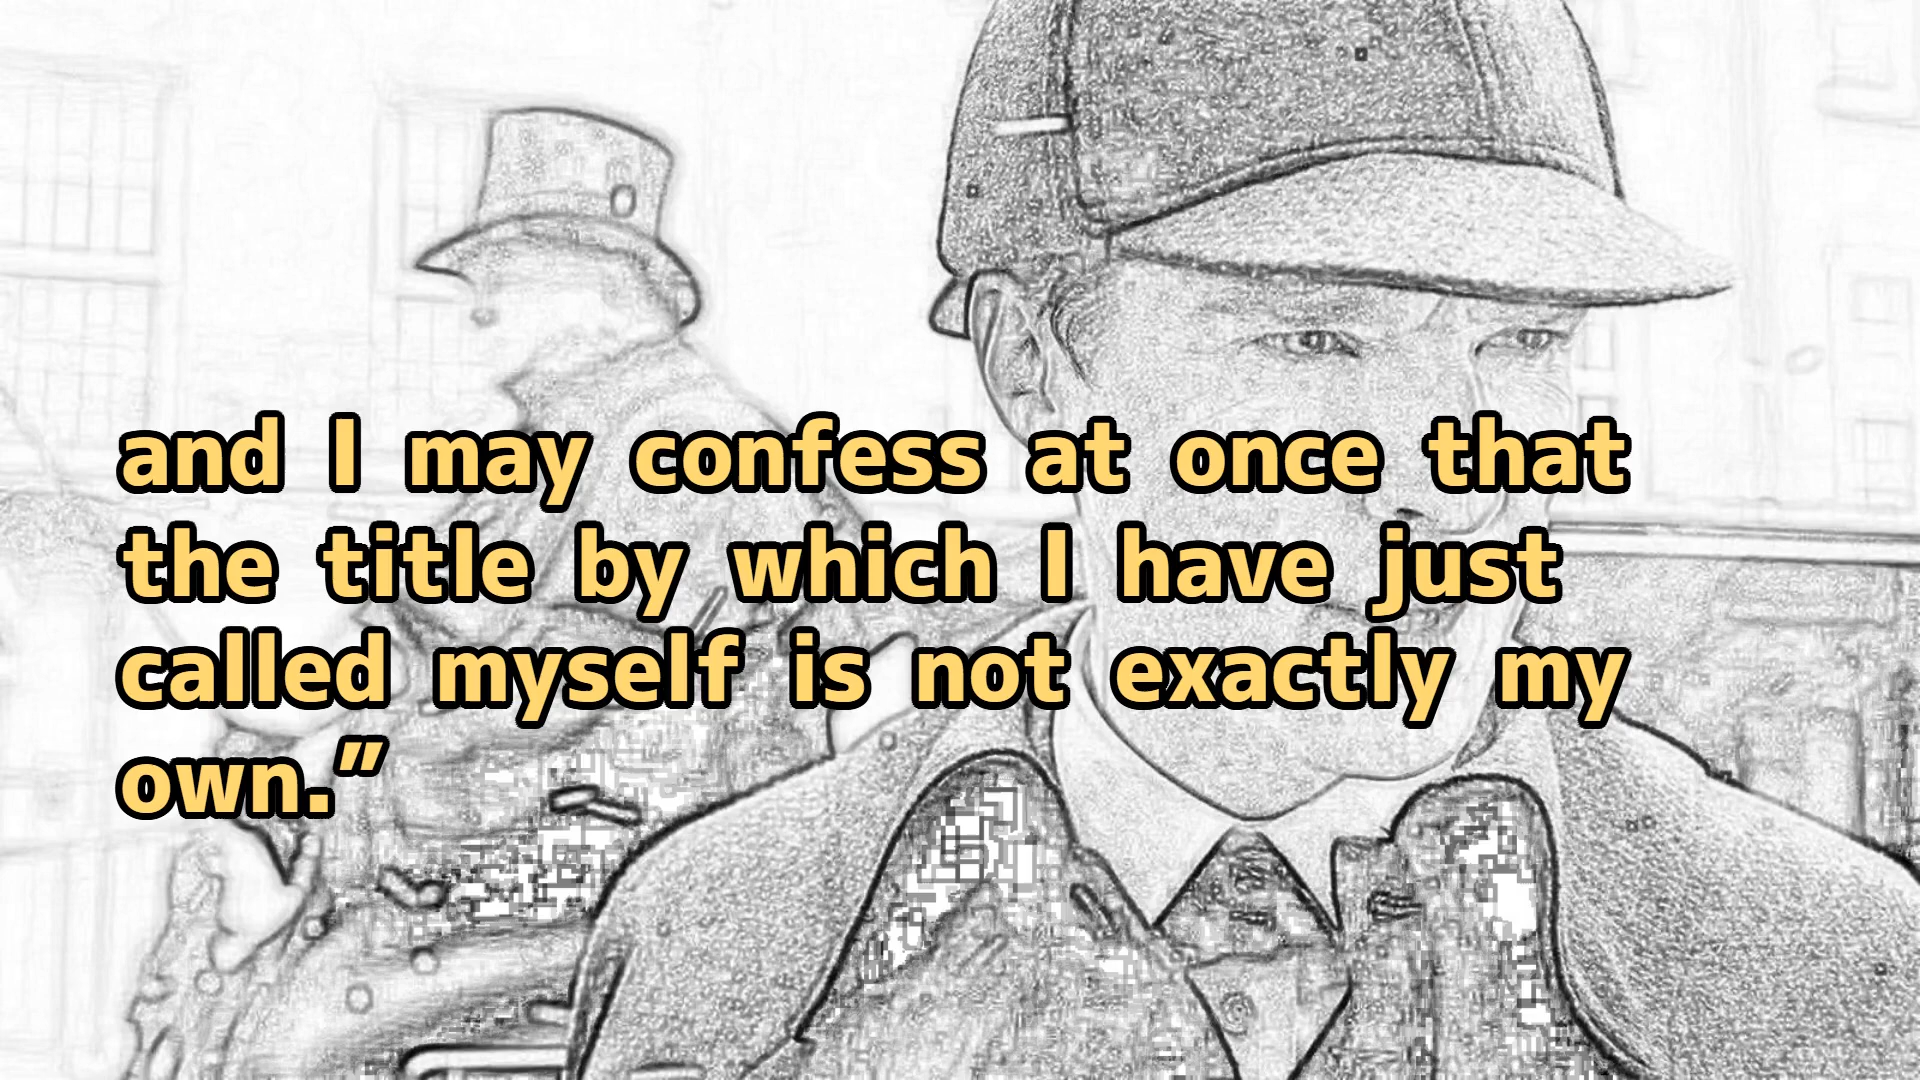 and I may confess at once that
the title by which I have just
called myself is not exactly my
own.”